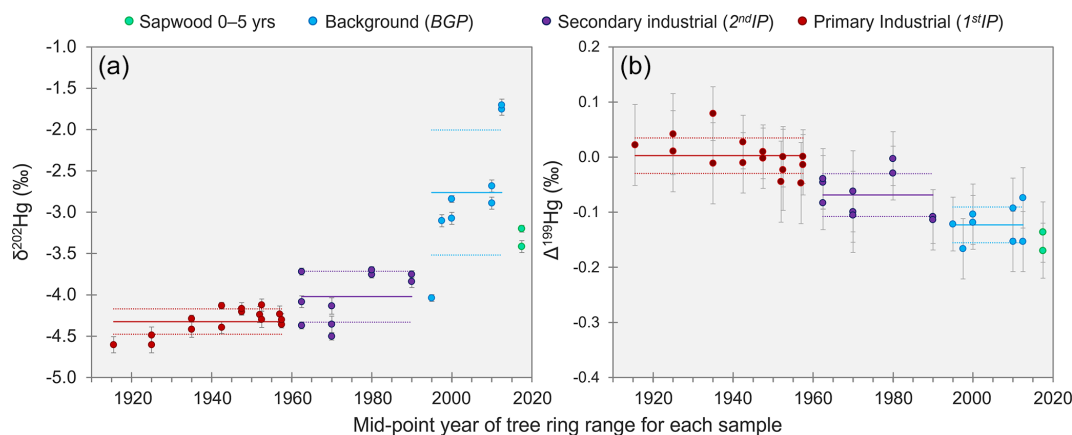 Sapwood 0–5 yrs Background (BGP) Secondary industrial (2ndIP) Primary Industrial (1stIP)
(a) (b)
δ202Hg (‰)
-1.0
-1.5
-2.0
-2.5
-3.0
-3.5
-4.0
-4.5
-5.0
1920 1940 1960 1980 2000 2020
Δ199Hg (‰)
0.2
0.1
0.0
-0.1
-0.2
-0.3
-0.4
1920 1940 1960 1980 2000 2020
Mid-point year of tree ring range for each sample